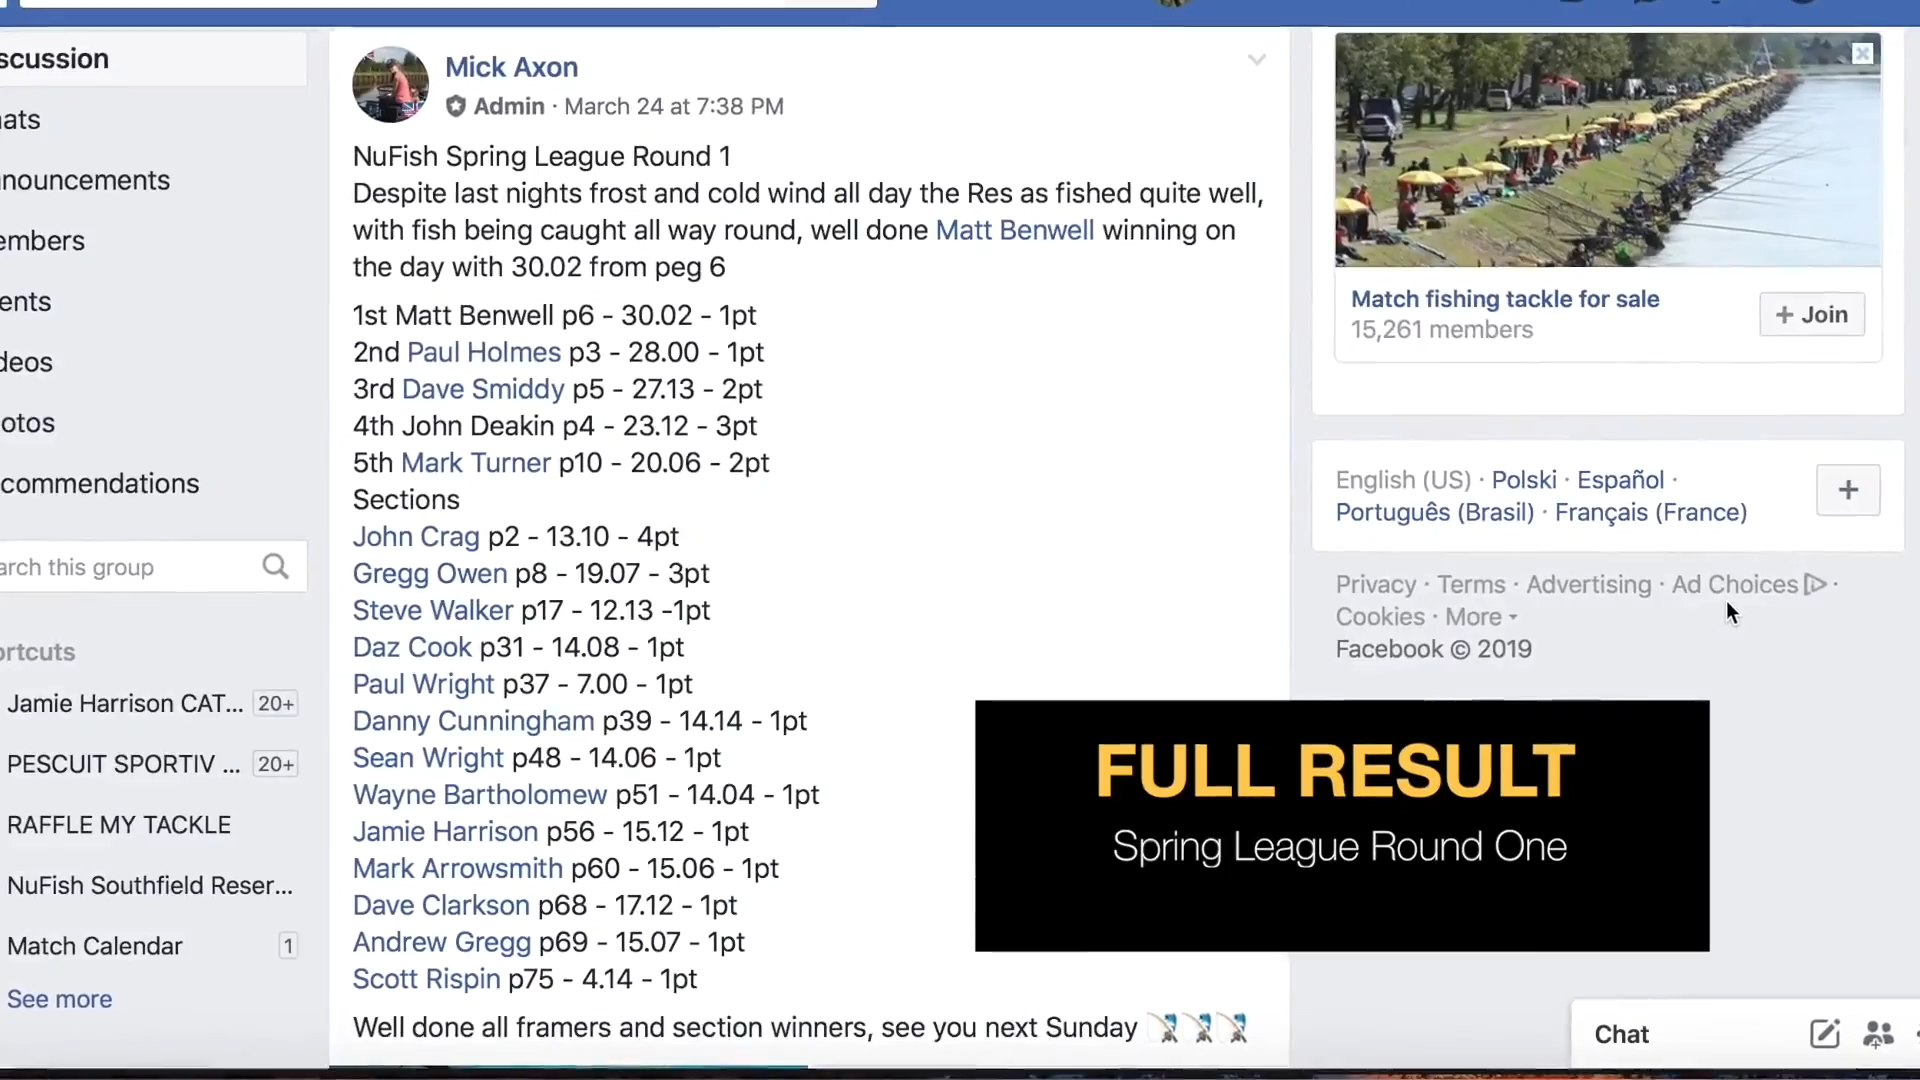 scussion
ats
nouncements
embers
ents
deos
otos
commendations
arch this group
ortcuts
Jamie Harrison CAT... 20+
PESCUIT SPORTIV ... 20+
RAFFLE MY TACKLE
NuFish Southfield Reser...
Match Calendar 1
See more
Mick Axon
Admin · March 24 at 7:38 PM
NuFish Spring League Round 1
Despite last nights frost and cold wind all day the Res as fished quite well,
with fish being caught all way round, well done Matt Benwell winning on
the day with 30.02 from peg 6
1st Matt Benwell p6 - 30.02 - 1pt
2nd Paul Holmes p3 - 28.00 - 1pt
3rd Dave Smiddy p5 - 27.13 - 2pt
4th John Deakin p4 - 23.12 - 3pt
5th Mark Turner p10 - 20.06 - 2pt
Sections
John Crag p2 - 13.10 - 4pt
Gregg Owen p8 - 19.07 - 3pt
Steve Walker p17 - 12.13 -1pt
Daz Cook p31 - 14.08 - 1pt
Paul Wright p37 - 7.00 - 1pt
Danny Cunningham p39 - 14.14 - 1pt
Sean Wright p48 - 14.06 - 1pt
Wayne Bartholomew p51 - 14.04 - 1pt
Jamie Harrison p56 - 15.12 - 1pt
Mark Arrowsmith p60 - 15.06 - 1pt
Dave Clarkson p68 - 17.12 - 1pt
Andrew Gregg p69 - 15.07 - 1pt
Scott Rispin p75 - 4.14 - 1pt
Well done all framers and section winners, see you next Sunday
Match fishing tackle for sale
15,261 members
+ Join
English (US) · Polski · Español ·
Português (Brasil) · Français (France)
+
Privacy · Terms · Advertising · Ad Choices ·
Cookies · More
Facebook © 2019
FULL RESULT
Spring League Round One
Chat